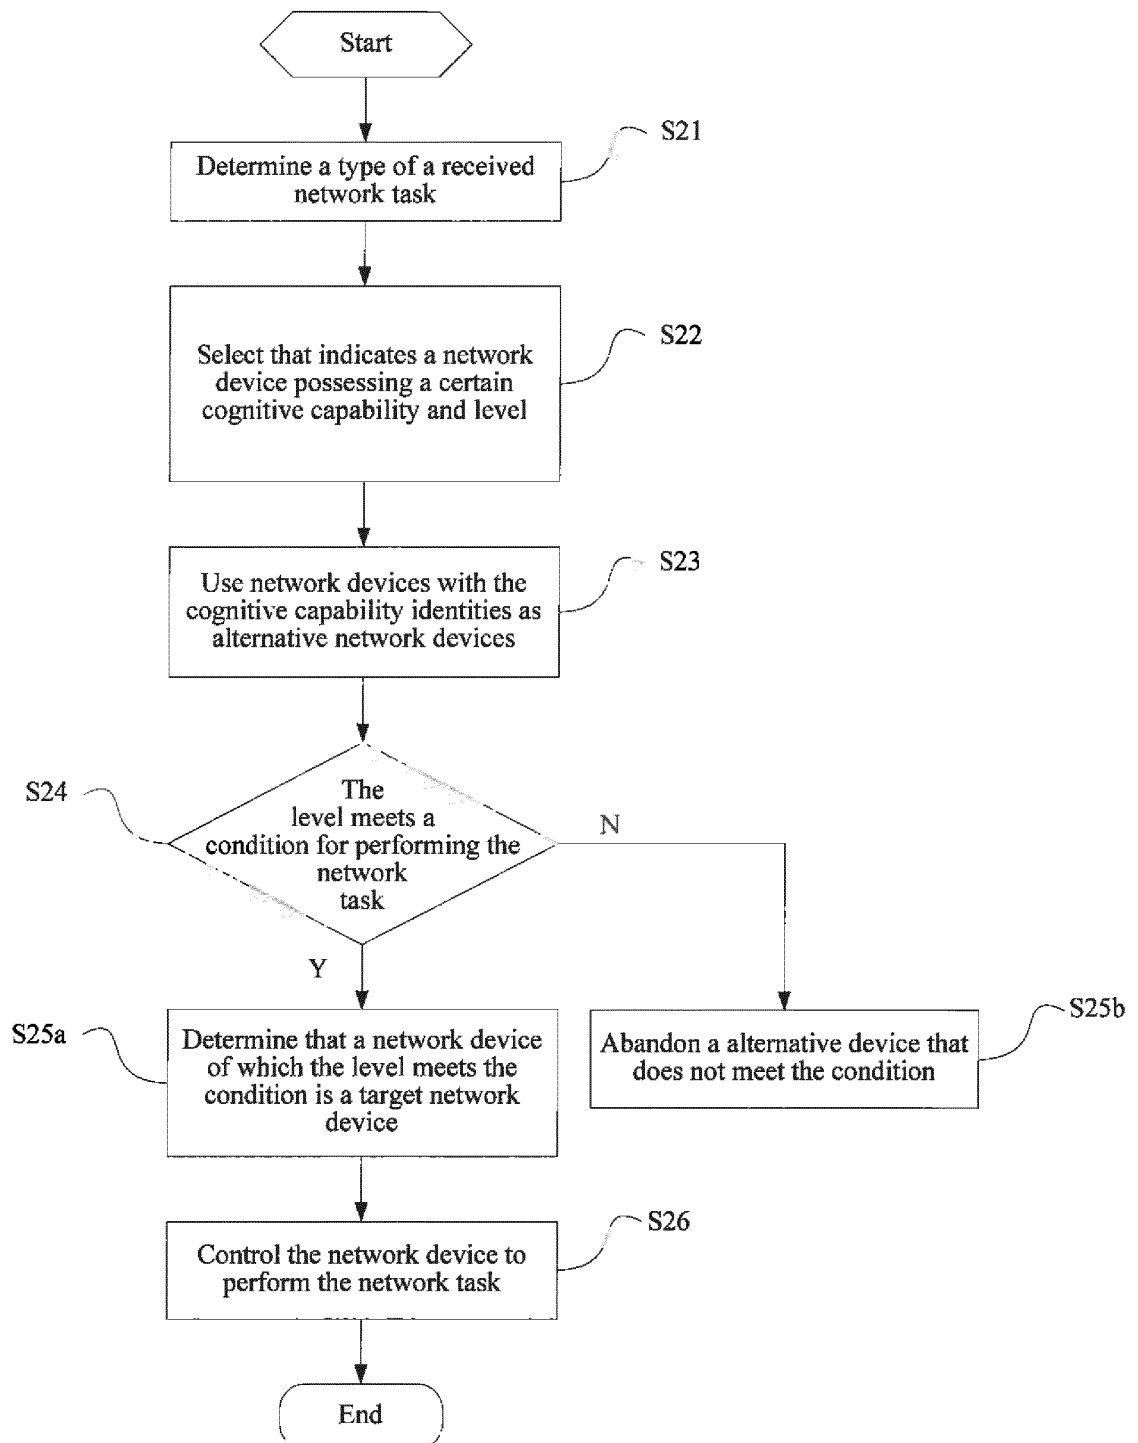 Start
S21
Determine a type of a received
network task
S22
Select that indicates a network
device possessing a certain
cognitive capability and level
S23
Use network devices with the
cognitive capability identities as
alternative network devices
S24
The
level meets a
condition for performing the
network
task
N
Y
S25a
Determine that a network device
of which the level meets the
condition is a target network
device
S25b
Abandon a alternative device that
does not meet the condition
S26
Control the network device to
perform the network task
End